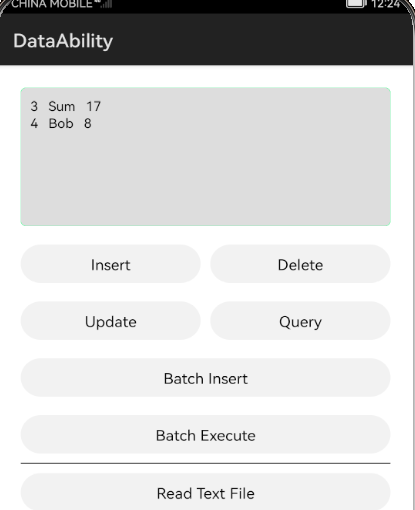 CHINA MOBILE 12:24
DataAbility
3 Sum 17
4 Bob 8
Insert Delete
Update Query
Batch Insert
Batch Execute
Read Text File